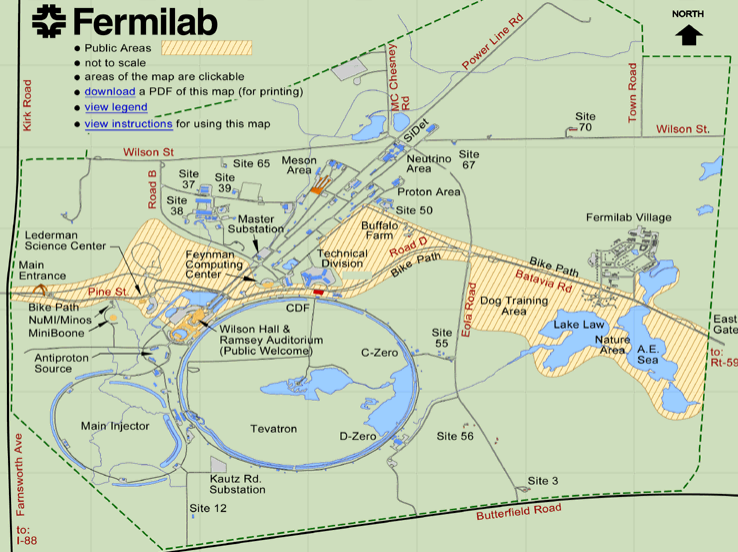 Fermilab
NORTH
• Public Areas
• not to scale
• areas of the map are clickable
• download a PDF of this map (for printing)
• view legend
• view instructions for using this map
Kirk Road
Power Line Rd
MC Chesney
Rd
Town Road
SiDet
Site
70
Wilson St.
Wilson St
Site 65
Meson
Area
Neutrino
Area
Site
67
Road B
Site
37
Site
39
Site
38
Proton Area
Site 50
Master
Substation
Buffalo
Farm
Fermilab Village
Lederman
Science Center
Feynman
Computing
Center
Technical
Division
Road D
Bike Path
Bike Path
Batavia Rd
Main
Entrance
Pine St.
Bike Path
NuMI/Minos
MiniBoone
CDF
Eola Road
Dog Training
Area
Wilson Hall &
Ramsey Auditorium
(Public Welcome)
Lake Law
Nature
Area
A.E.
Sea
East
Gate
to:
Rt-59
Antiproton
Source
C-Zero
Site
55
Main Injector
Tevatron
D-Zero
Site 56
Kautz Rd.
Substation
Site 3
Site 12
Butterfield Road
Farnsworth Ave
to:
I-88